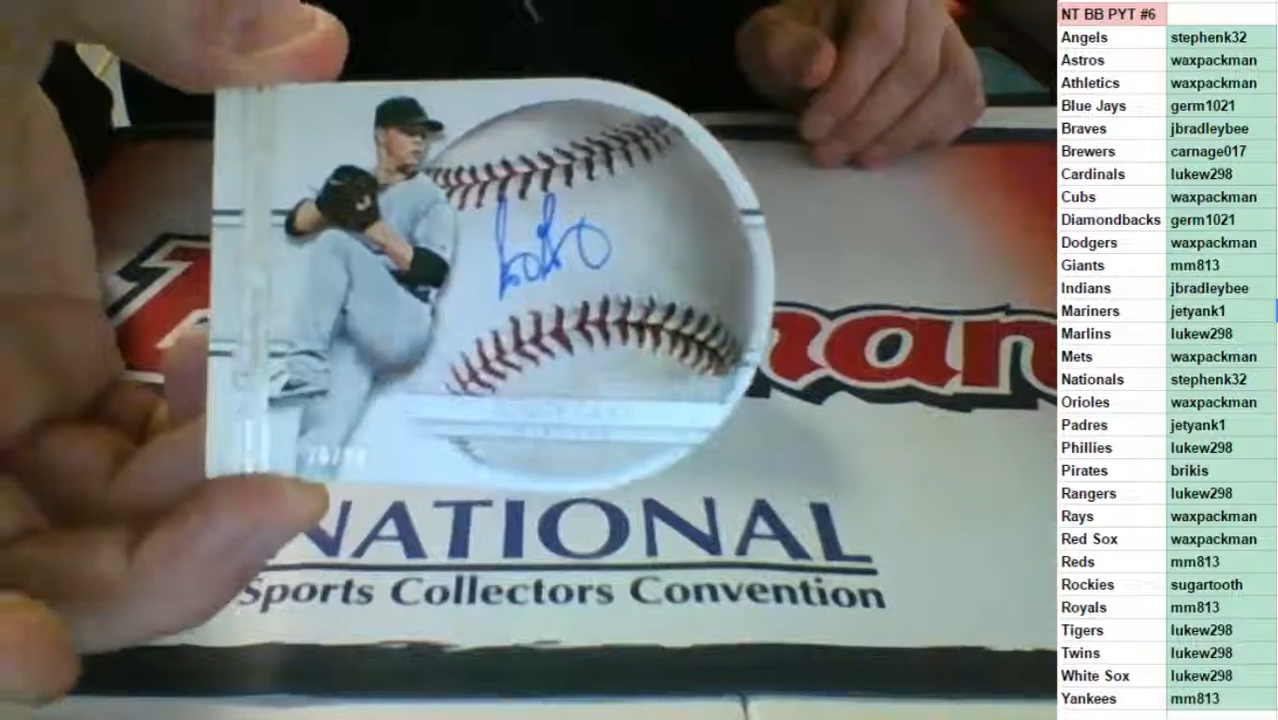 NT BB PYT #6
Angels stephenk32
Astros waxpackman
Athletics waxpackman
Blue Jays germ1021
Braves jbradleybee
Brewers carnage017
Cardinals lukew298
Cubs waxpackman
Diamondbacks germ1021
Dodgers waxpackman
Giants mm813
Indians jbradleybee
Mariners jetyank1
Marlins lukew298
Mets waxpackman
Nationals stephenk32
Orioles waxpackman
Padres jetyank1
Phillies lukew298
Pirates brikis
Rangers lukew298
Rays waxpackman
Red Sox waxpackman
Reds mm813
Rockies sugartooth
Royals mm813
Tigers lukew298
Twins lukew298
White Sox lukew298
Yankees mm813
NATIONAL
Sports Collectors Convention